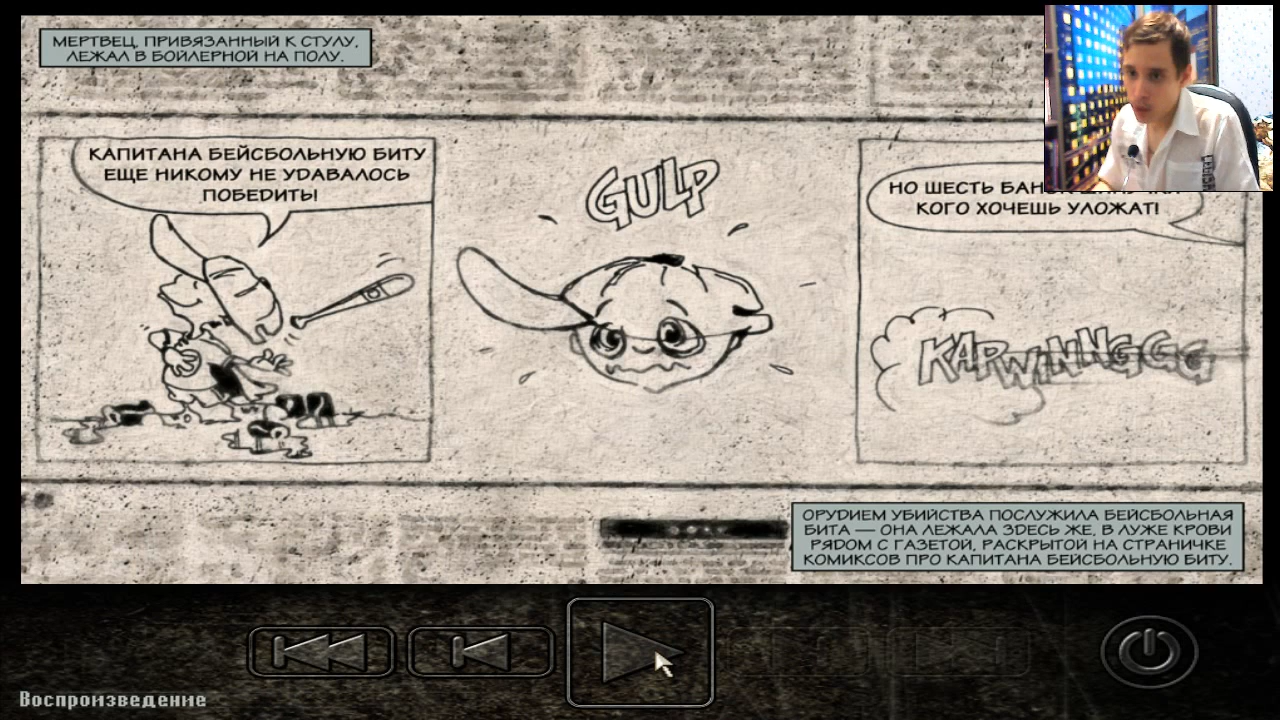 МЕРТВЕЦ, ПРИВЯЗАННЫЙ К СТУЛУ,
ЛЕЖАЛ В БОЙЛЕРНОЙ НА ПОЛУ.
КАПИТАНА БЕЙСБОЛЬНУЮ БИТУ
ЕЩЕ НИКОМУ НЕ УДАВАЛОСЬ
ПОБЕДИТЬ!
GULP
НО ШЕСТЬ
КОГО ХОЧЕШЬ УЛОЖАТ!
KAPWINNGGG
ОРУДИЕМ УБИЙСТВА ПОСЛУЖИЛА БЕЙСБОЛЬНАЯ
БИТА — ОНА ЛЕЖАЛА ЗДЕСЬ ЖЕ, В ЛУЖЕ КРОВИ
РЯДОМ С ГАЗЕТОЙ, РАСКРЫТОЙ НА СТРАНИЧКЕ
КОМИКСОВ ПРО КАПИТАНА БЕЙСБОЛЬНУЮ БИТУ.
Воспроизведение